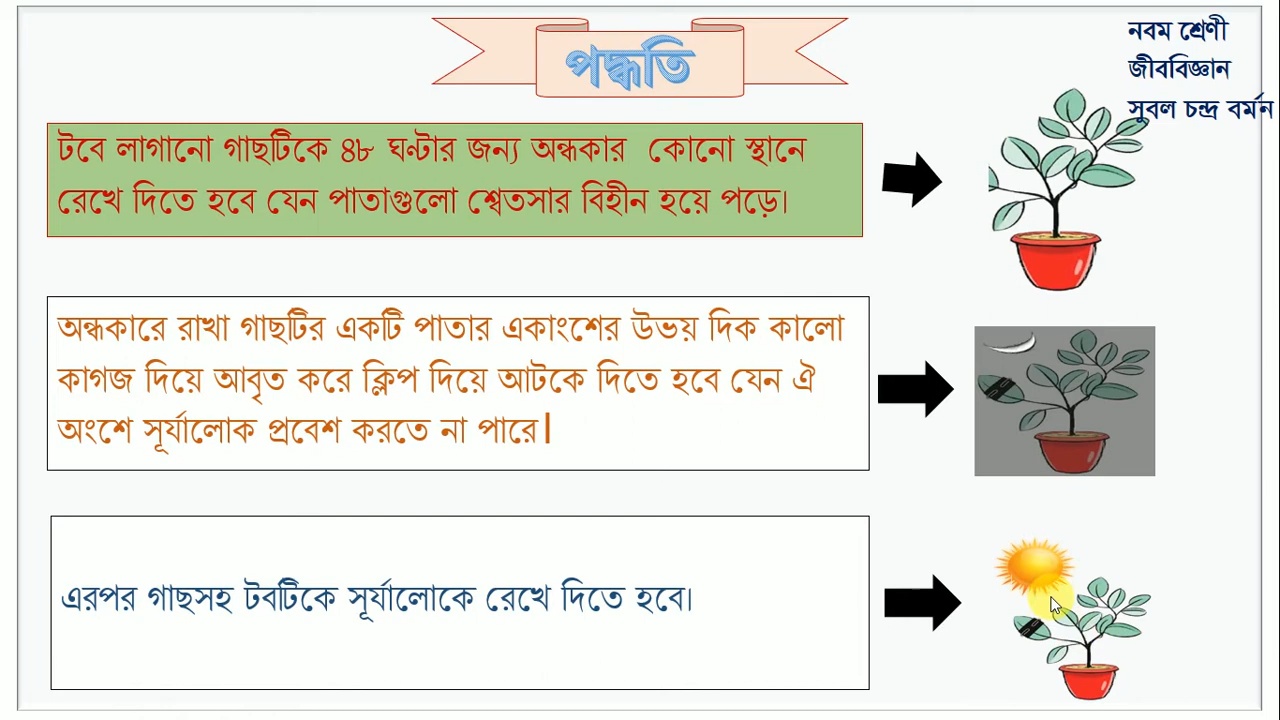 পদ্ধতি
নবম শ্রেণী
জীববিজ্ঞান
সুবল চন্দ্র বর্মন
টবে লাগানো গাছটিকে ৪৮ ঘণ্টার জন্য অন্ধকার কোনো স্থানে
রেখে দিতে হবে যেন পাতাগুলো শ্বেতসার বিহীন হয়ে পড়ে।
অন্ধকারে রাখা গাছটির একটি পাতার একাংশের উভয় দিক কালো
কাগজ দিয়ে আবৃত করে ক্লিপ দিয়ে আটকে দিতে হবে যেন ঐ
অংশে সূর্যালোক প্রবেশ করতে না পারে।
এরপর গাছসহ টবটিকে সূর্যালোকে রেখে দিতে হবে।